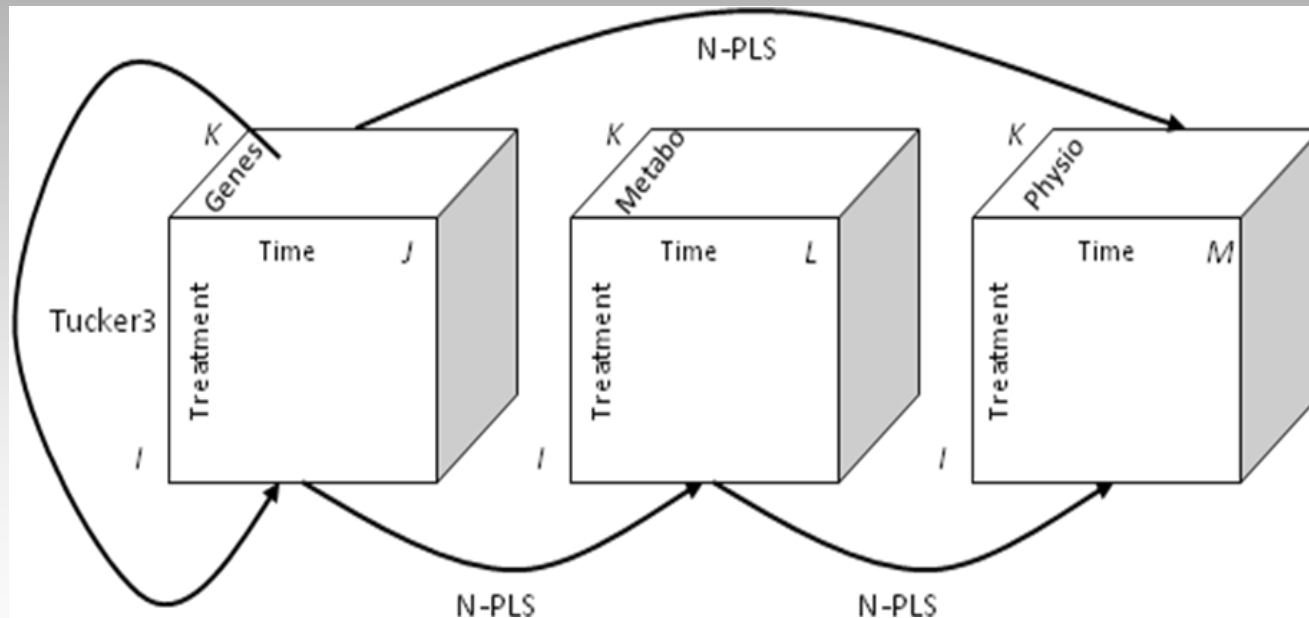 N-PLS
K
Genes
Time
J
Treatment
I
Tucker3
K
Metabo
Time
L
Treatment
I
K
Physio
Time
M
Treatment
I
N-PLS
N-PLS